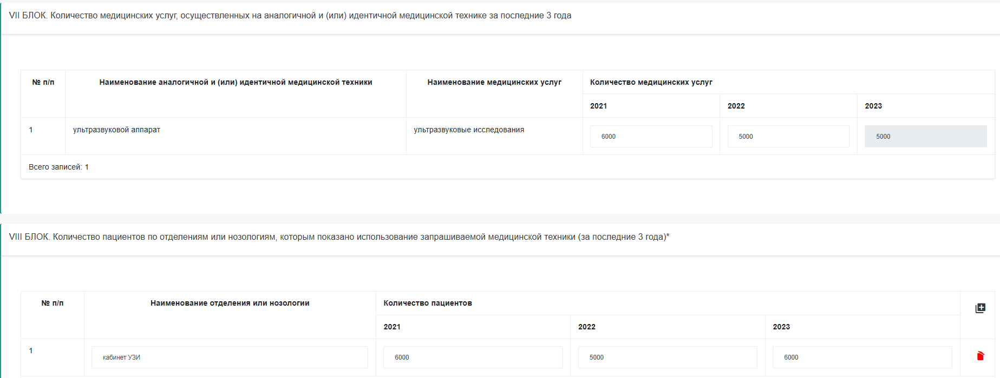 VII БЛОК. Количество медицинских услуг, осуществленных на аналогичной и (или) идентичной медицинской технике за последние 3 года
№ п/п Наименование аналогичной и (или) идентичной медицинской техники Наименование медицинских услуг Количество медицинских услуг
2021 2022 2023
1 ультразвуковой аппарат ультразвуковые исследования 6000 5000 5000
Всего записей: 1
VIII БЛОК. Количество пациентов по отделениям или нозологиям, которым показано использование запрашиваемой медицинской техники (за последние 3 года)*
№ п/п Наименование отделения или нозологии Количество пациентов
2021 2022 2023
1 кабинет УЗИ 6000 5000 6000